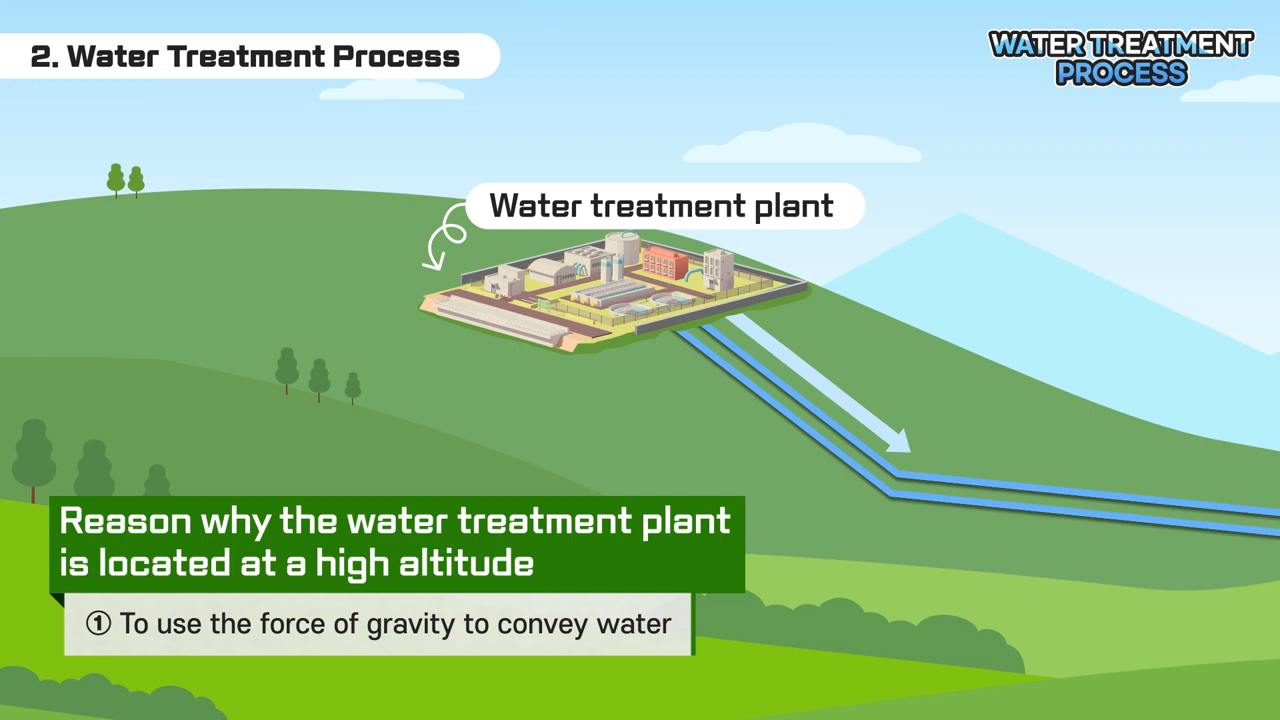 2. Water Treatment Process
WATER TREATMENT
PROCESS
Water treatment plant
Reason why the water treatment plant
is located at a high altitude
① To use the force of gravity to convey water